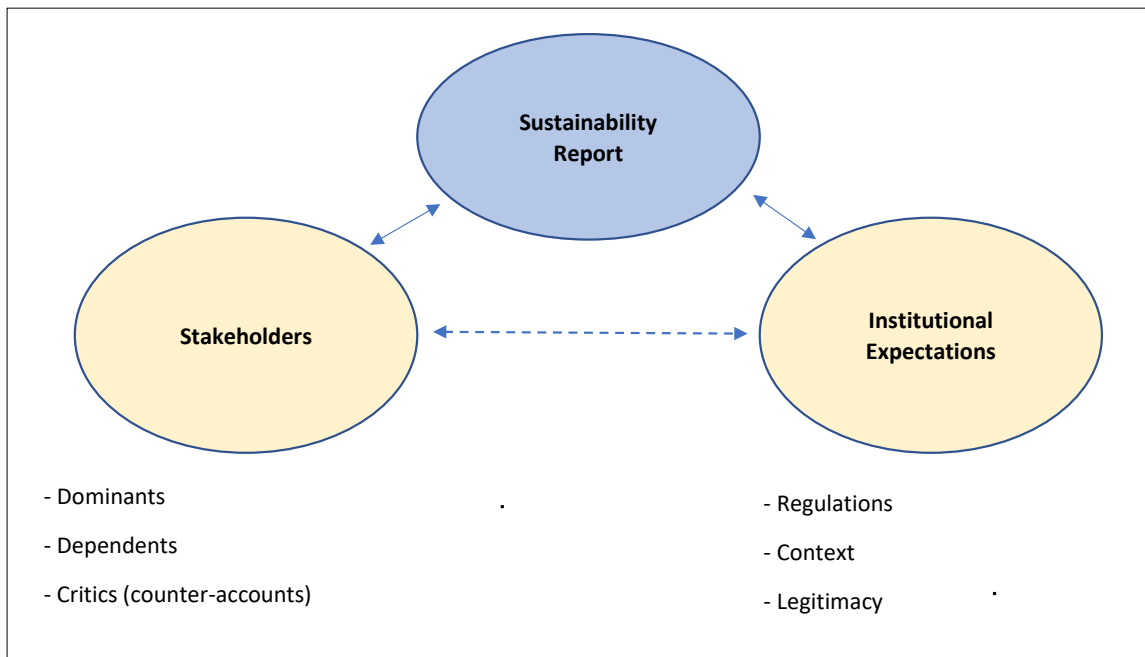 Sustainability
Report
Stakeholders
Institutional
Expectations
- Dominants
- Dependents
- Critics (counter-accounts)
- Regulations
- Context
- Legitimacy